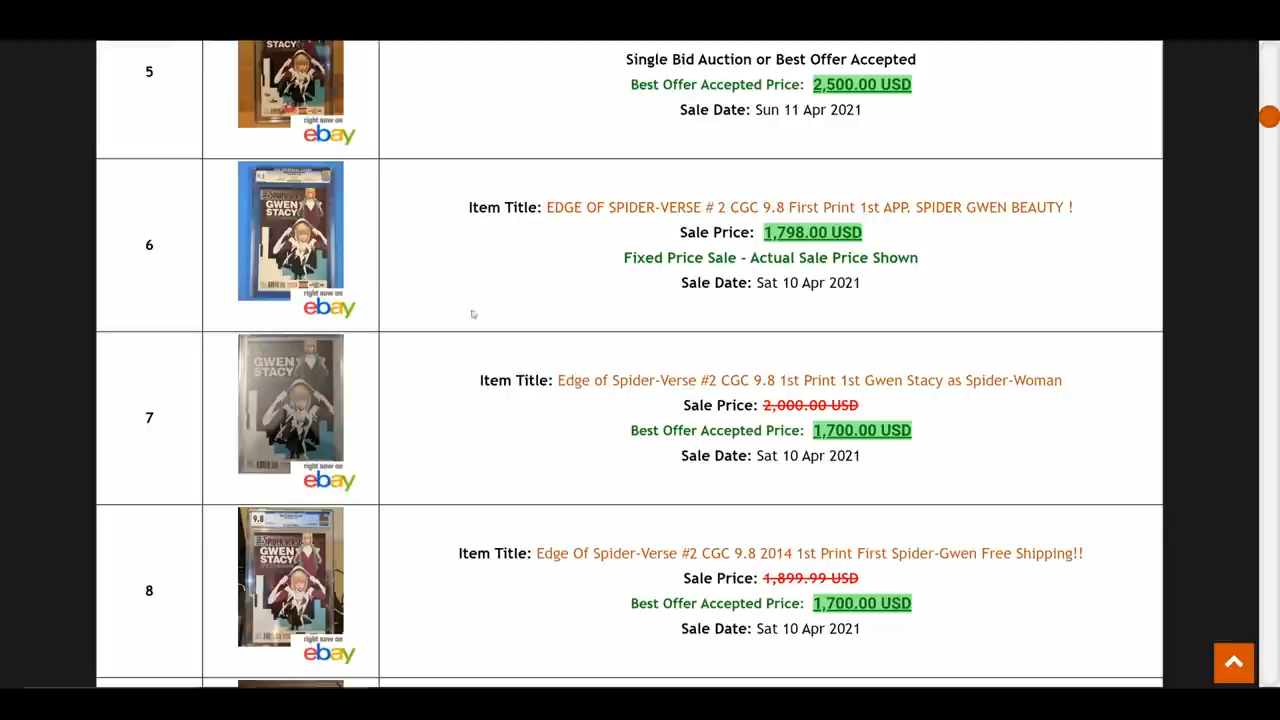 5
STACY
right now on
ebay
Single Bid Auction or Best Offer Accepted
Best Offer Accepted Price: 2,500.00 USD
Sale Date: Sun 11 Apr 2021
6
9.8
GWEN
STACY
right now on
ebay
Item Title: EDGE OF SPIDER-VERSE # 2 CGC 9.8 First Print 1st APP. SPIDER GWEN BEAUTY !
Sale Price: 1,798.00 USD
Fixed Price Sale - Actual Sale Price Shown
Sale Date: Sat 10 Apr 2021
7
GWEN
STACY
right now on
ebay
Item Title: Edge of Spider-Verse #2 CGC 9.8 1st Print 1st Gwen Stacy as Spider-Woman
Sale Price: 2,000.00 USD
Best Offer Accepted Price: 1,700.00 USD
Sale Date: Sat 10 Apr 2021
8
9.8
SPIDER-VERSE
GWEN
STACY
right now on
ebay
Item Title: Edge Of Spider-Verse #2 CGC 9.8 2014 1st Print First Spider-Gwen Free Shipping!!
Sale Price: 1,899.99 USD
Best Offer Accepted Price: 1,700.00 USD
Sale Date: Sat 10 Apr 2021